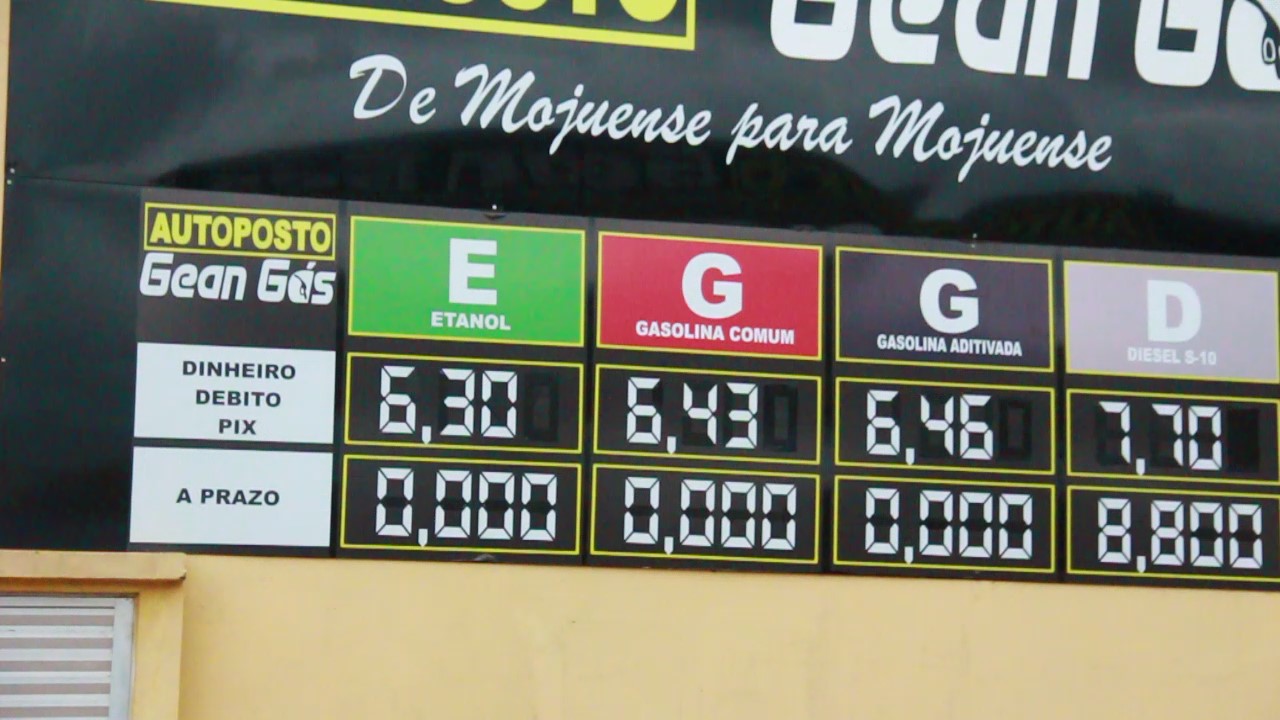 POSTO Gean Gás
De Mojuense para Mojuense
AUTOPOSTO
Gean Gás
E
ETANOL
G
GASOLINA COMUM
G
GASOLINA ADITIVADA
D
DIESEL S-10
DINHEIRO
DEBITO
PIX
6,30
6,43
6,46
7,70
A PRAZO
0,000
0,000
0,000
8,800